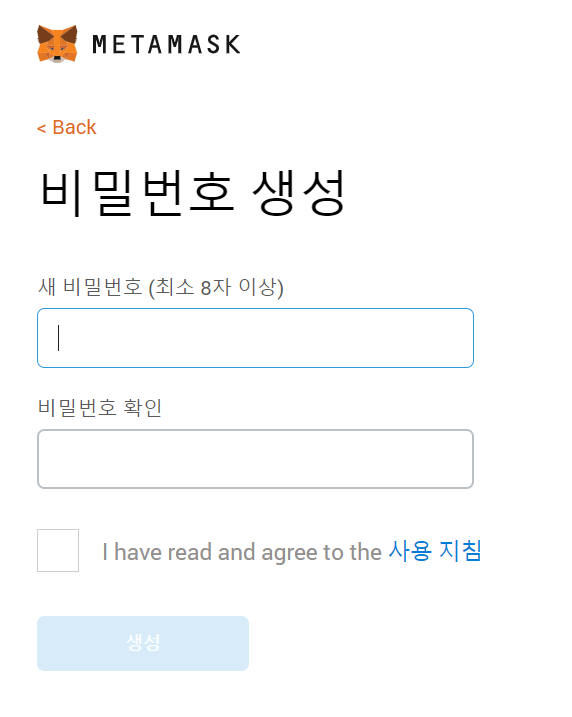 METAMASK
< Back
비밀번호 생성
새 비밀번호 (최소 8자 이상)
비밀번호 확인
I have read and agree to the 사용 지침
생성